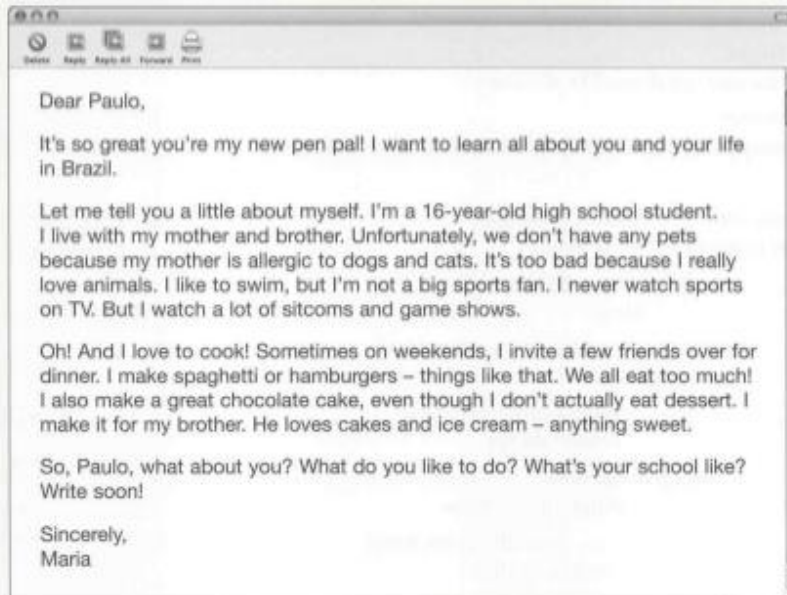 Delete Reply Reply All Forward Print
Dear Paulo,
It's so great you're my new pen pal! I want to learn all about you and your life
in Brazil.
Let me tell you a little about myself. I'm a 16-year-old high school student.
I live with my mother and brother. Unfortunately, we don't have any pets
because my mother is allergic to dogs and cats. It's too bad because I really
love animals. I like to swim, but I'm not a big sports fan. I never watch sports
on TV. But I watch a lot of sitcoms and game shows.
Oh! And I love to cook! Sometimes on weekends, I invite a few friends over for
dinner. I make spaghetti or hamburgers – things like that. We all eat too much!
I also make a great chocolate cake, even though I don't actually eat dessert. I
make it for my brother. He loves cakes and ice cream – anything sweet.
So, Paulo, what about you? What do you like to do? What's your school like?
Write soon!
Sincerely,
Maria